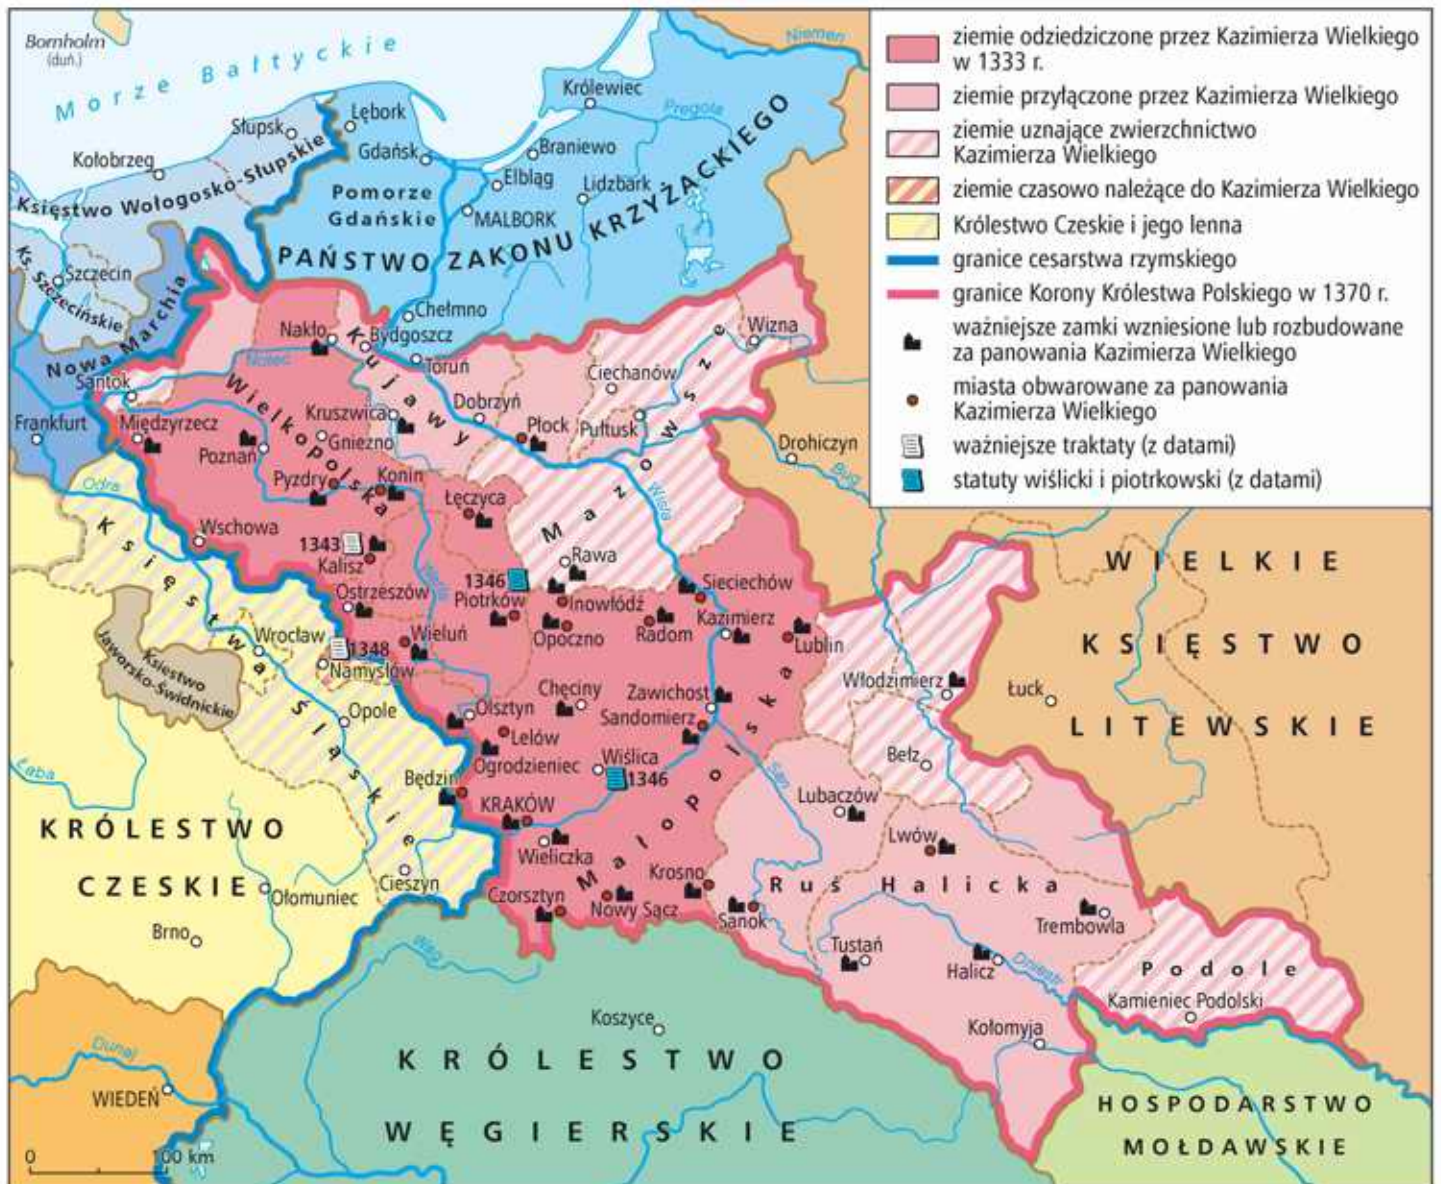 Bornholm
(duń.)
Morze Bałtyckie
Niemen
ziemie odziedziczone przez Kazimierza Wielkiego
w 1333 r.
ziemie przyłączone przez Kazimierza Wielkiego
ziemie uznające zwierzchnictwo
Kazimierza Wielkiego
ziemie czasowo należące do Kazimierza Wielkiego
Królestwo Czeskie i jego lenna
granice cesarstwa rzymskiego
granice Korony Królestwa Polskiego w 1370 r.
ważniejsze zamki wzniesione lub rozbudowane
za panowania Kazimierza Wielkiego
miasta obwarowane za panowania
Kazimierza Wielkiego
ważniejsze traktaty (z datami)
statuty wiślicki i piotrkowski (z datami)
Królewiec
Pregoła
Lębork
Słupsk
Gdańsk
Braniewo
Kołobrzeg
Elbląg
Lidzbark
Księstwo Wołogosko-Słupskie
Pomorze
Gdańskie
MALBORK
PAŃSTWO ZAKONU KRZYŻACKIEGO
Szczecin
Ks. Szczecińskie
Nowa Marchia
Chełmno
Nakło
Bydgoszcz
Wizna
Noteć
Toruń
Kujawy
Santok
Ciechanów
Wielkopolska
Dobrzyń
Frankfurt
Międzyrzecz
Kruszwica
Gniezno
Płock
Pułtusk
Mazowsze
Drohiczyn
Poznań
Bug
Pyzdry
Konin
Odra
Łęczyca
Wisła
Wschowa
1343
Kalisz
Rawa
WIELKIE
KSIĘSTWO
LITEWSKIE
1346
Piotrków
Sieciechów
Ostrzeszów
Warta
Inowłódź
Kazimierz
Opoczno
Radom
Lublin
Księstwa Śląskie
Wrocław
Wieluń
1348
Namysłów
Księstwo
Jaworsko-Świdnickie
Chęciny
Zawichost
Włodzimierz
Łuck
Opole
Olsztyn
Sandomierz
Lelów
Ogrodzieniec
Wiślica
1346
Bełz
Łaba
Będzin
San
Małopolska
Lubaczów
KRÓLESTWO
CZESKIE
KRAKÓW
Lwów
Wieliczka
Krosno
Ruś Halicka
Cieszyn
Ołomuniec
Czorsztyn
Nowy Sącz
Sanok
Trembowla
Brno
Tustań
Halicz
Dniestr
Podole
Wag
Kamieniec Podolski
Koszyce
Kołomyja
Dunaj
KRÓLESTWO
WĘGIERSKIE
WIEDEŃ
HOSPODARSTWO
MOŁDAWSKIE
0
100 km